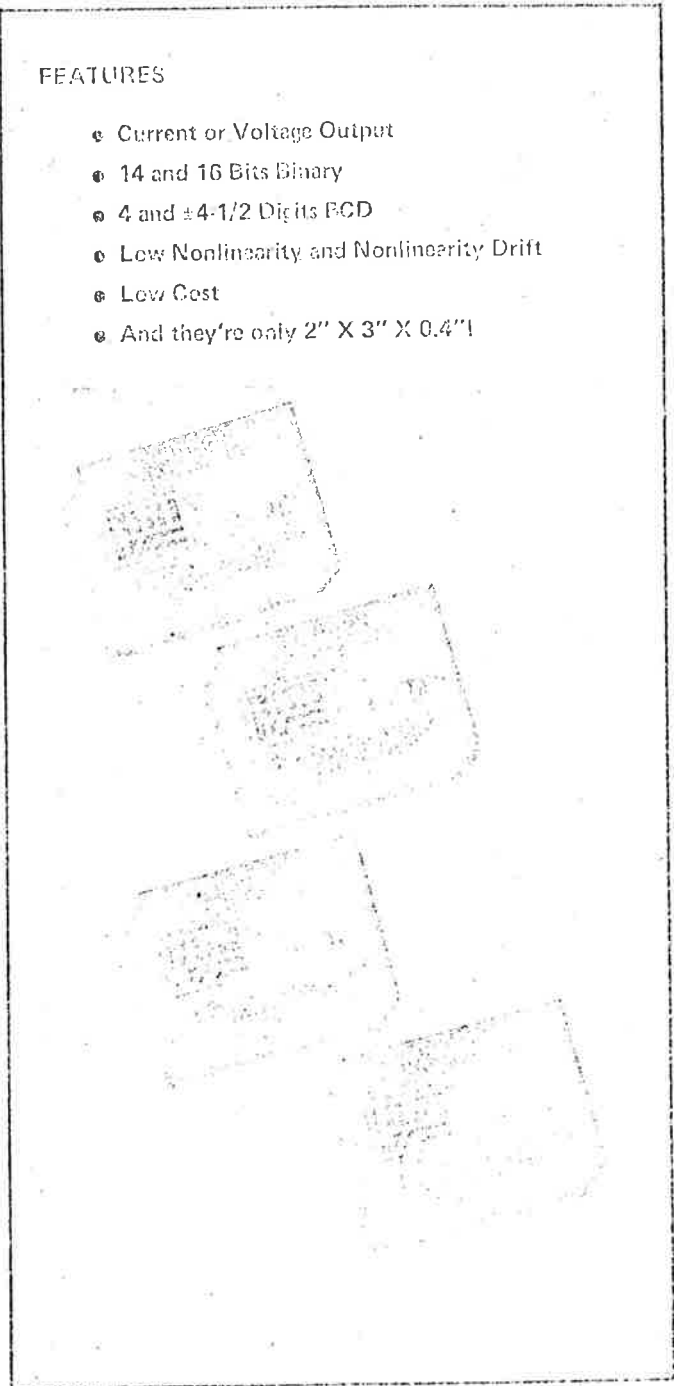 FEATURES
• Current or Voltage Output
• 14 and 16 Bits Binary
• 4 and ±4-1/2 Digits BCD
• Low Nonlinearity and Nonlinearity Drift
• Low Cost
• And they're only 2" X 3" X 0.4"!